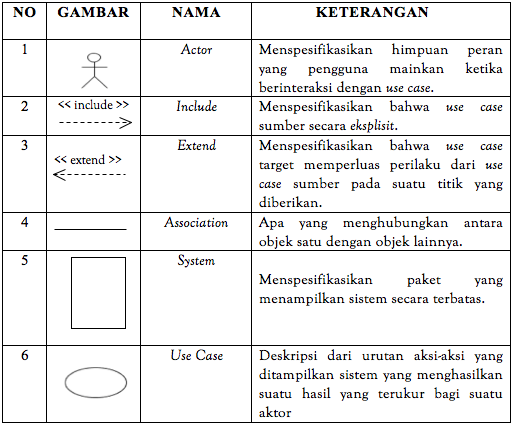 NO GAMBAR NAMA KETERANGAN
1 Actor Menspesifikasikan himpuan peran
yang pengguna mainkan ketika
berinteraksi dengan use case.
2 << include >> Include Menspesifikasikan bahwa use case
sumber secara eksplisit.
3 Extend Menspesifikasikan bahwa use case
<< extend >> target memperluas perilaku dari use
case sumber pada suatu titik yang
diberikan.
4 Association Apa yang menghubungkan antara
objek satu dengan objek lainnya.
5 System
Menspesifikasikan paket yang
menampilkan sistem secara terbatas.
6 Use Case Deskripsi dari urutan aksi-aksi yang
ditampilkan sistem yang menghasilkan
suatu hasil yang terukur bagi suatu
aktor